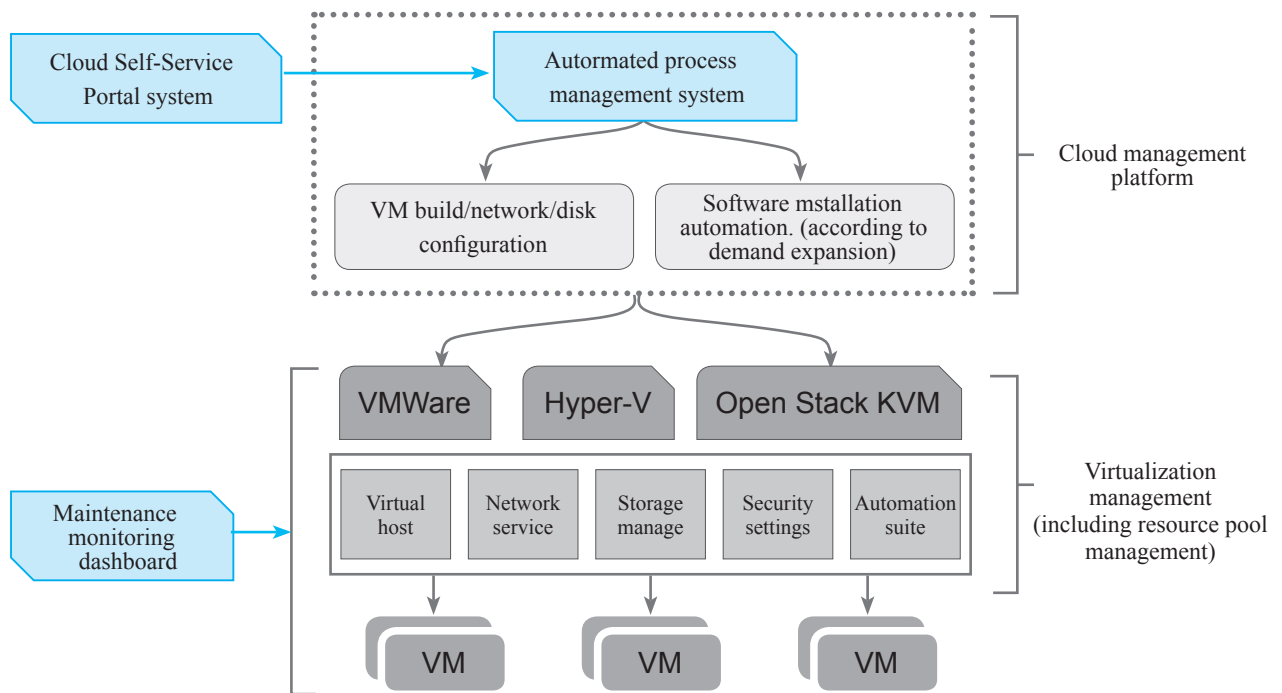 Cloud Self-Service
Portal system
Autormated process
management system
VM build/network/disk
configuration
Software mstallation
automation. (according to
demand expansion)
Cloud management
platform
VMWare
Hyper-V
Open Stack KVM
Virtual
host
Network
service
Storage
manage
Security
settings
Automation
suite
Virtualization
management
(including resource pool
management)
Maintenance
monitoring
dashboard
VM
VM
VM